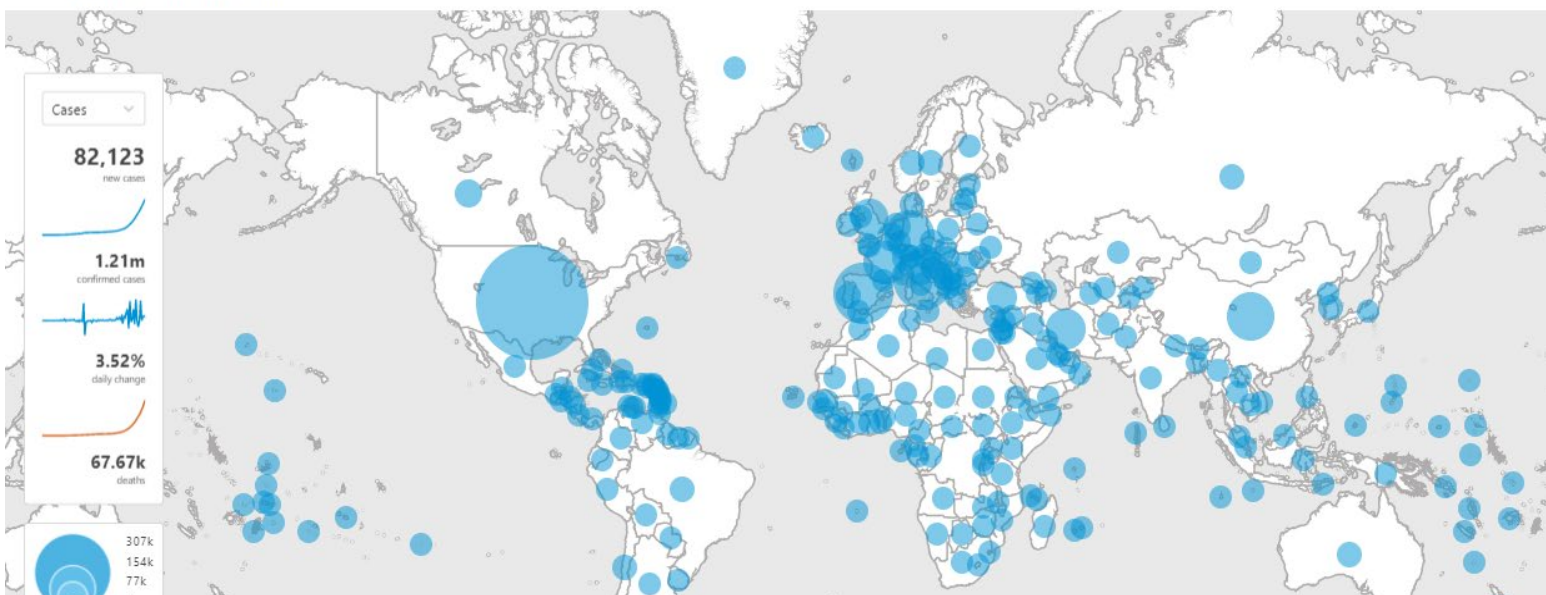 Cases
82,123
new cases
1.21m
confirmed cases
3.52%
daily change
67.67k
deaths
307k
154k
77k